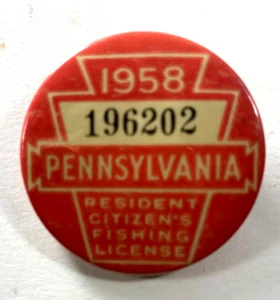 1958
196202
PENNSYLVANIA
RESIDENT
CITIZEN'S
FISHING
LICENSE